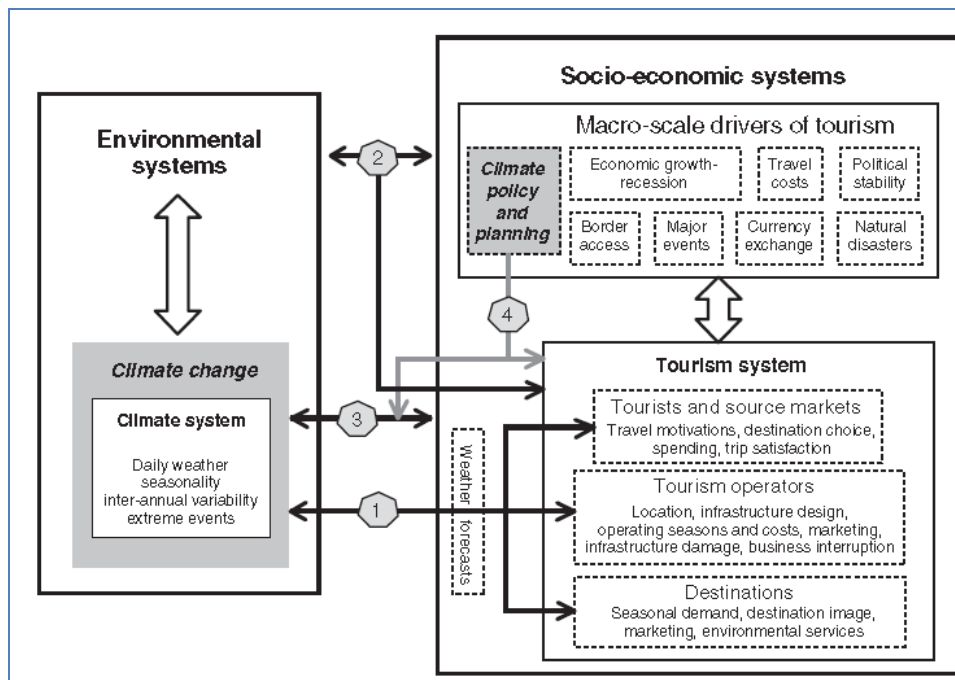 Environmental
systems
Climate change
Climate system
Daily weather
seasonality
inter-annual variability
extreme events
2
3
1
4
Socio-economic systems
Macro-scale drivers of tourism
Climate
policy
and
planning
Economic growth-
recession
Travel
costs
Political
stability
Border
access
Major
events
Currency
exchange
Natural
disasters
Weather forecasts
Tourism system
Tourists and source markets
Travel motivations, destination choice,
spending, trip satisfaction
Tourism operators
Location, infrastructure design,
operating seasons and costs, marketing,
infrastructure damage, business interruption
Destinations
Seasonal demand, destination image,
marketing, environmental services